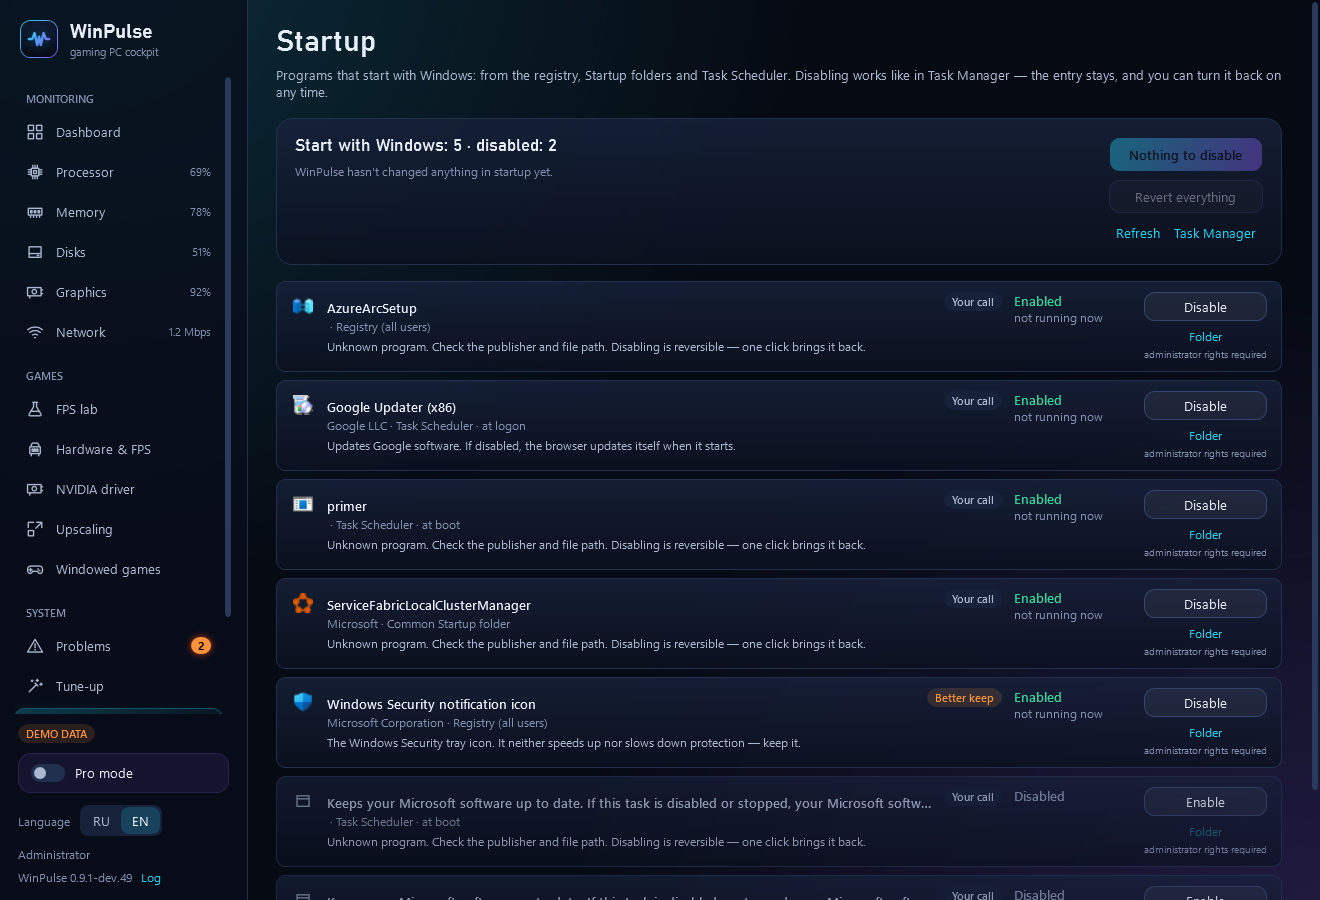 WinPulse
gaming PC cockpit
MONITORING
Dashboard
Processor 69%
Memory 78%
Disks 51%
Graphics 92%
Network 1.2 Mbps
GAMES
FPS lab
Hardware & FPS
NVIDIA driver
Upscaling
Windowed games
SYSTEM
Problems 2
Tune-up
DEMO DATA
Pro mode
Language RU EN
Administrator
WinPulse 0.9.1-dev.49 Log
Startup
Programs that start with Windows: from the registry, Startup folders and Task Scheduler. Disabling works like in Task Manager — the entry stays, and you can turn it back on
any time.
Start with Windows: 5 · disabled: 2
WinPulse hasn't changed anything in startup yet.
Nothing to disable
Revert everything
Refresh Task Manager
AzureArcSetup
· Registry (all users)
Unknown program. Check the publisher and file path. Disabling is reversible — one click brings it back.
Your call
Enabled
not running now
Disable
Folder
administrator rights required
Google Updater (x86)
Google LLC · Task Scheduler · at logon
Updates Google software. If disabled, the browser updates itself when it starts.
Your call
Enabled
not running now
Disable
Folder
administrator rights required
primer
· Task Scheduler · at boot
Unknown program. Check the publisher and file path. Disabling is reversible — one click brings it back.
Your call
Enabled
not running now
Disable
Folder
administrator rights required
ServiceFabricLocalClusterManager
Microsoft · Common Startup folder
Unknown program. Check the publisher and file path. Disabling is reversible — one click brings it back.
Your call
Enabled
not running now
Disable
Folder
administrator rights required
Windows Security notification icon
Microsoft Corporation · Registry (all users)
The Windows Security tray icon. It neither speeds up nor slows down protection — keep it.
Better keep
Enabled
not running now
Disable
Folder
administrator rights required
Keeps your Microsoft software up to date. If this task is disabled or stopped, your Microsoft softw...
· Task Scheduler · at boot
Unknown program. Check the publisher and file path. Disabling is reversible — one click brings it back.
Your call
Disabled
Enable
Folder
administrator rights required
Your call
Disabled